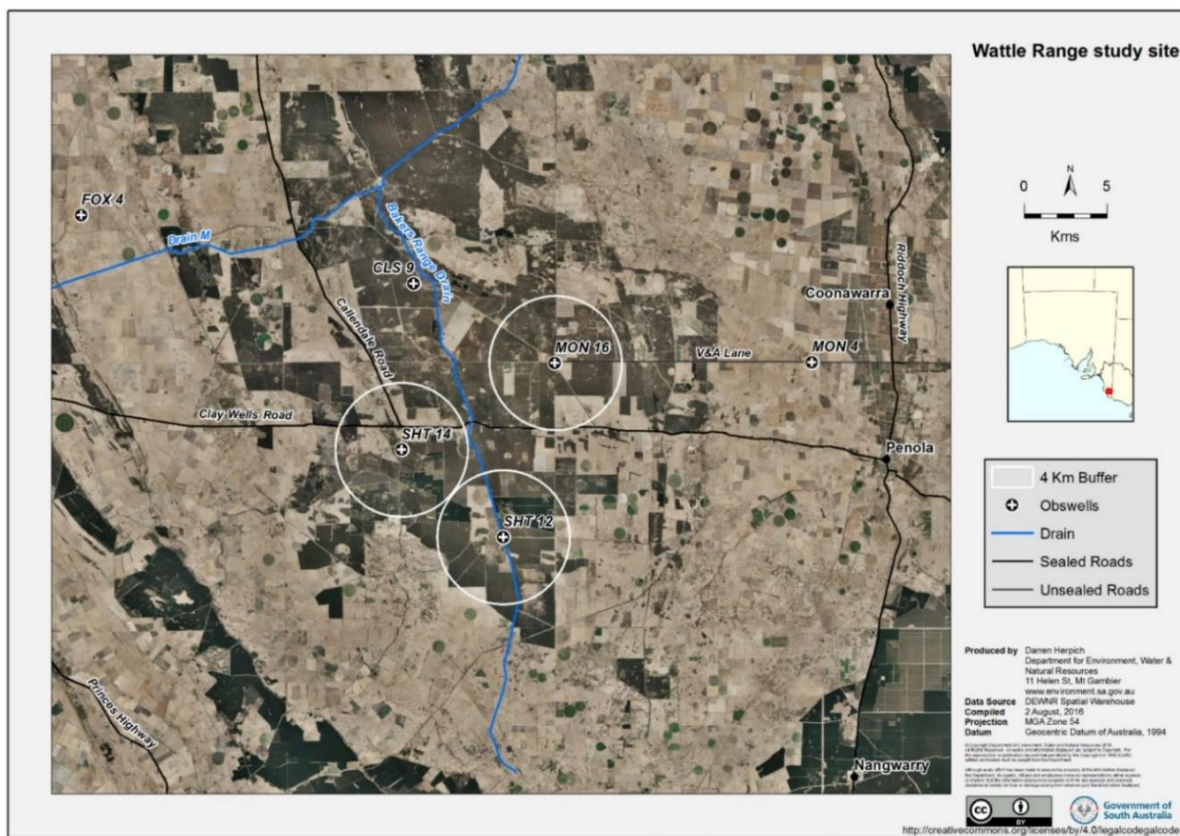 Wattle Range study site
N
0 5
Kms
FOX 4
Drain M
Bakers Range Drain
CLS 9
Callendale Road
Riddoch Highway
Coonawarra
MON 16
V&A Lane
MON 4
Clay Wells Road
SHT 14
Penola
SHT 12
Princes Highway
Nangwarry
4 Km Buffer
Obswells
Drain
Sealed Roads
Unsealed Roads
Produced by Darren Herpich
Department for Environment, Water &
Natural Resources
11 Helen St, Mt Gambier
www.environment.sa.gov.au
Data Source DEWNR Spatial Warehouse
Compiled 2 August, 2016
Projection MGA Zone 54
Datum Geocentric Datum of Australia, 1994
CC
BY
Government of
South Australia
http://creativecommons.org/licenses/by/4.0/legalcodegalcode